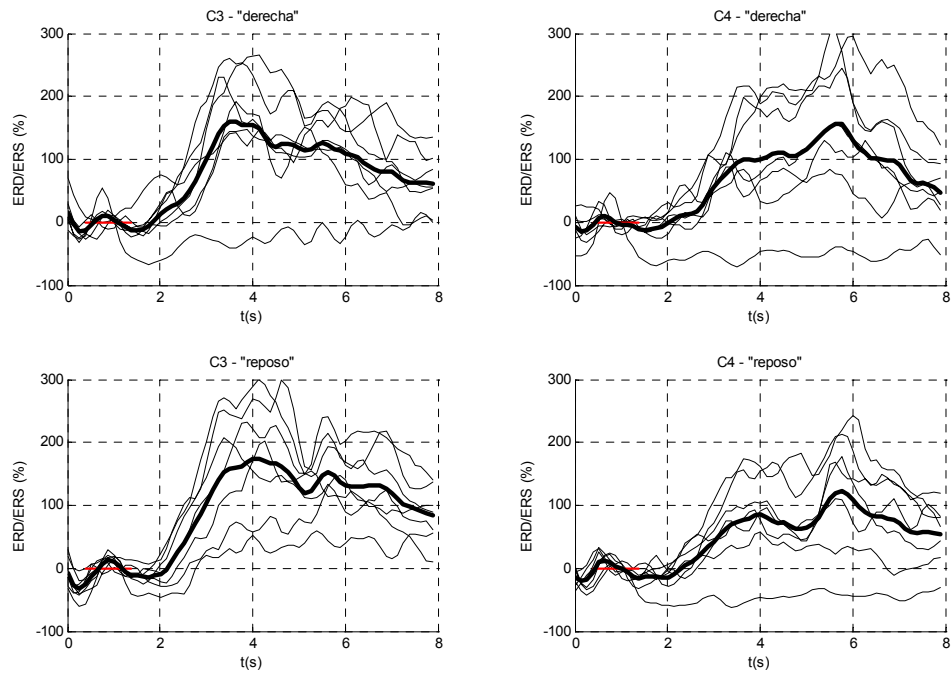 C3 - "derecha"
C4 - "derecha"
300
200
100
0
-100
ERD/ERS (%)
0 2 4 6 8
t(s)
300
200
100
0
-100
ERD/ERS (%)
0 2 4 6 8
t(s)
C3 - "reposo"
C4 - "reposo"
300
200
100
0
-100
ERD/ERS (%)
0 2 4 6 8
t(s)
300
200
100
0
-100
ERD/ERS (%)
0 2 4 6 8
t(s)